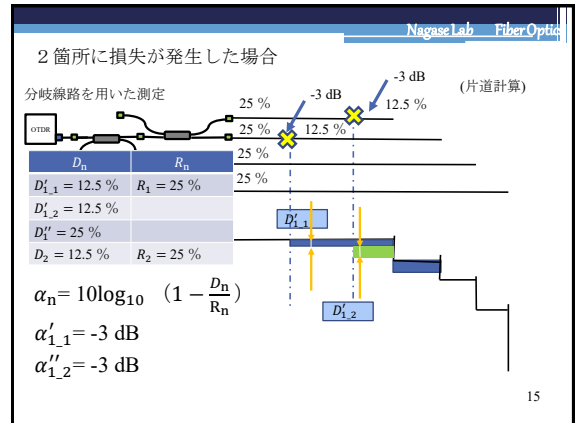 Nagase Lab Fiber Optic
２箇所に損失が発生した場合
分岐線路を用いた測定
(片道計算)
-3 dB
-3 dB
25 %
12.5 %
OTDR
25 %
12.5 %
25 %
25 %
Dn Rn
D′1_1 = 12.5 % R1 = 25 %
D′1_2 = 12.5 %
D′′1 = 25 %
D2 = 12.5 % R2 = 25 %
D′1_1
D′1_2
αn= 10log10 （1 − Dn/Rn）
α′1_1= -3 dB
α′′1_2= -3 dB
15